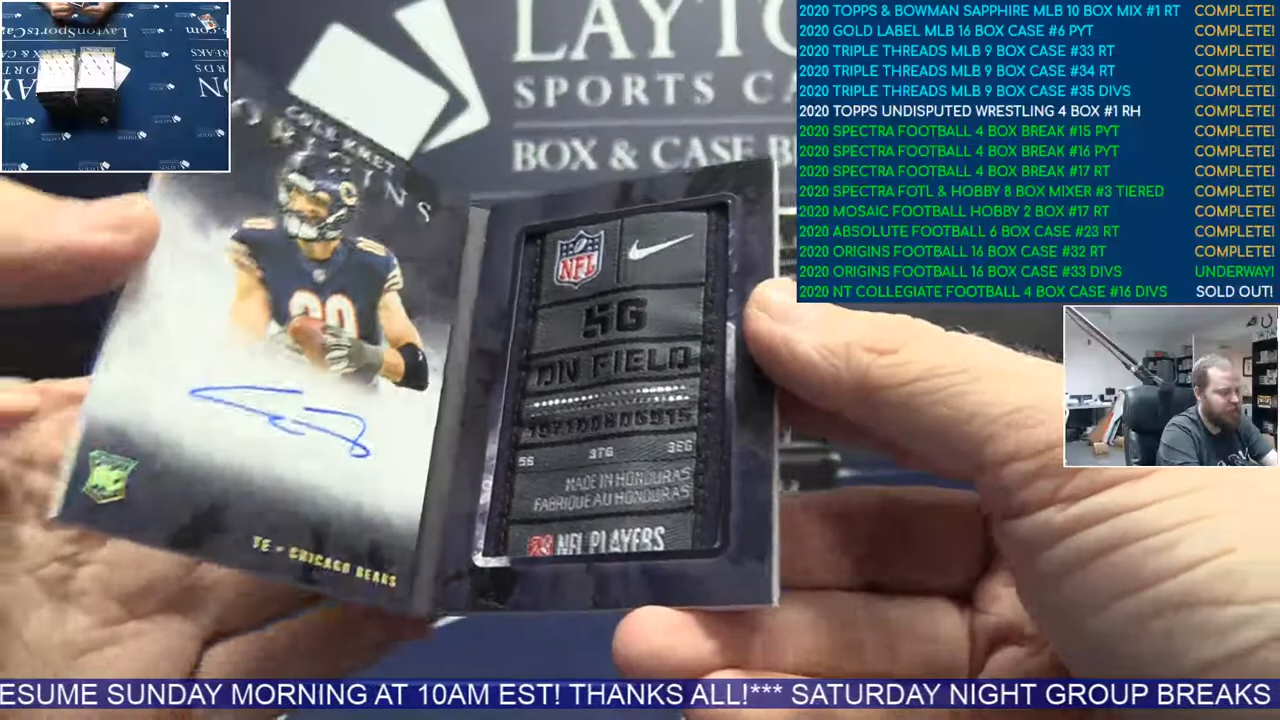 LAYTO
SPORTS CA
BOX & CASE B
COLE KMET
NFL
5G
ON FIELD
5G STG SEG
MADE IN HONDURAS
FABRIQUE AU HONDURAS
NFL PLAYERS
TE - CHICAGO BEARS
2020 TOPPS & BOWMAN SAPPHIRE MLB 10 BOX MIX #1 RT COMPLETE!
2020 GOLD LABEL MLB 16 BOX CASE #6 PYT COMPLETE!
2020 TRIPLE THREADS MLB 9 BOX CASE #33 RT COMPLETE!
2020 TRIPLE THREADS MLB 9 BOX CASE #34 RT COMPLETE!
2020 TRIPLE THREADS MLB 9 BOX CASE #35 DIVS COMPLETE!
2020 TOPPS UNDISPUTED WRESTLING 4 BOX #1 RH COMPLETE!
2020 SPECTRA FOOTBALL 4 BOX BREAK #15 PYT COMPLETE!
2020 SPECTRA FOOTBALL 4 BOX BREAK #16 PYT COMPLETE!
2020 SPECTRA FOOTBALL 4 BOX BREAK #17 RT COMPLETE!
2020 SPECTRA FOTL & HOBBY 8 BOX MIXER #3 TIERED COMPLETE!
2020 MOSAIC FOOTBALL HOBBY 2 BOX #17 RT COMPLETE!
2020 ABSOLUTE FOOTBALL 6 BOX CASE #23 RT COMPLETE!
2020 ORIGINS FOOTBALL 16 BOX CASE #32 RT COMPLETE!
2020 ORIGINS FOOTBALL 16 BOX CASE #33 DIVS UNDERWAY!
2020 NT COLLEGIATE FOOTBALL 4 BOX CASE #16 DIVS SOLD OUT!
ESUME SUNDAY MORNING AT 10AM EST! THANKS ALL!*** SATURDAY NIGHT GROUP BREAKS